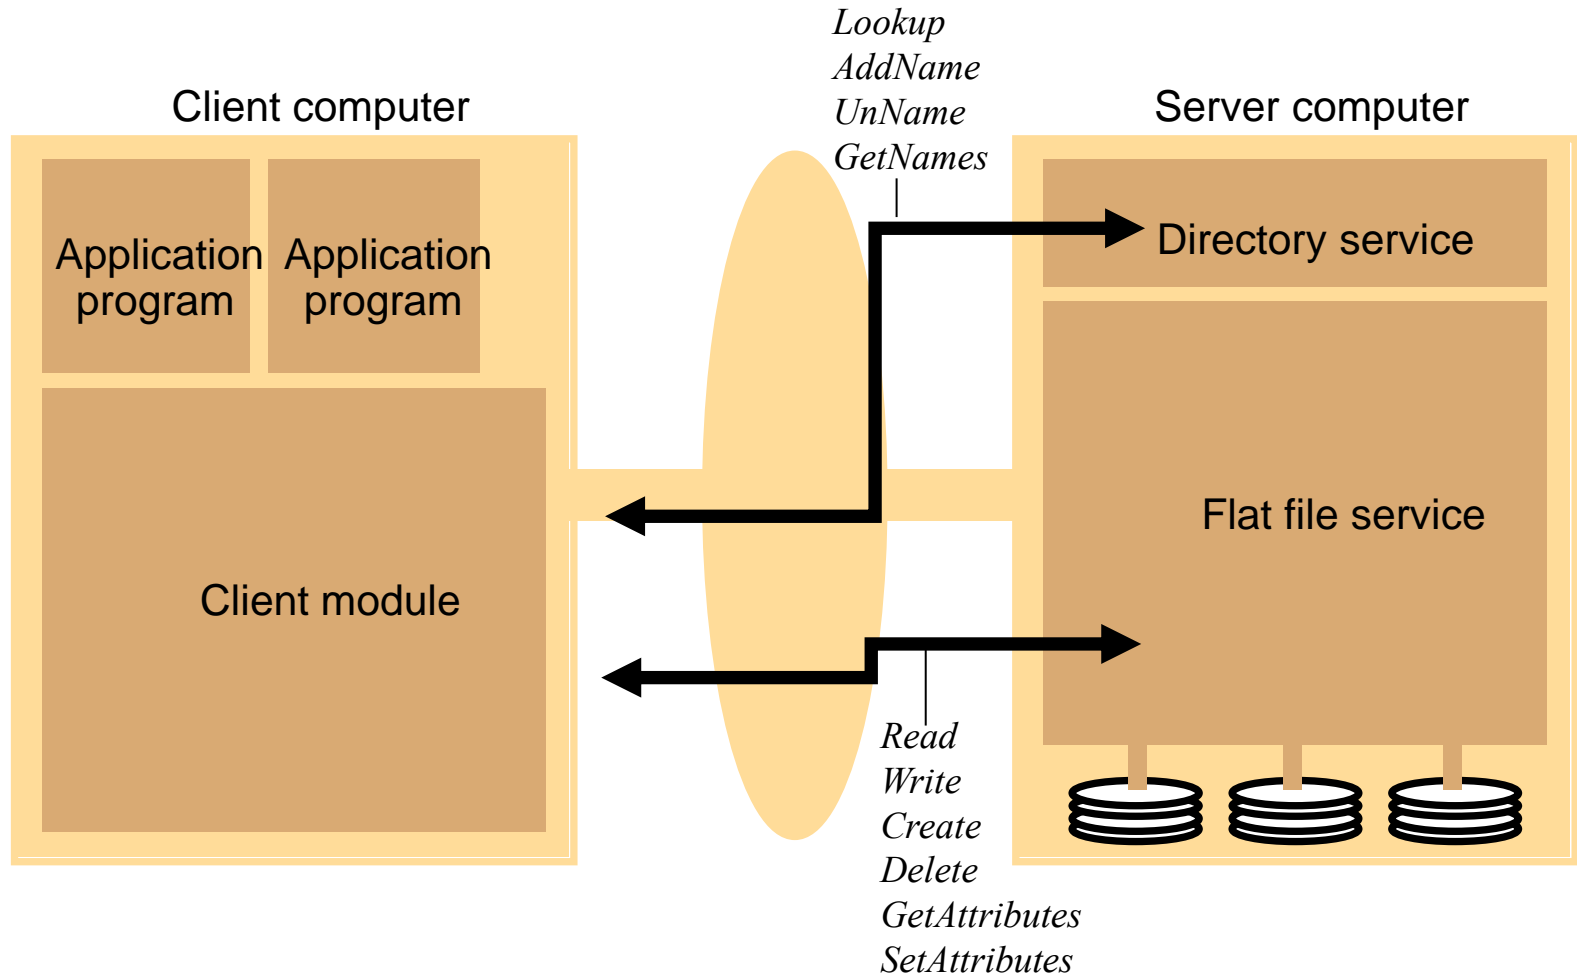 Lookup
AddName
UnName
GetNames
Client computer
Server computer
Application
program
Application
program
Directory service
Flat file service
Client module
Read
Write
Create
Delete
GetAttributes
SetAttributes